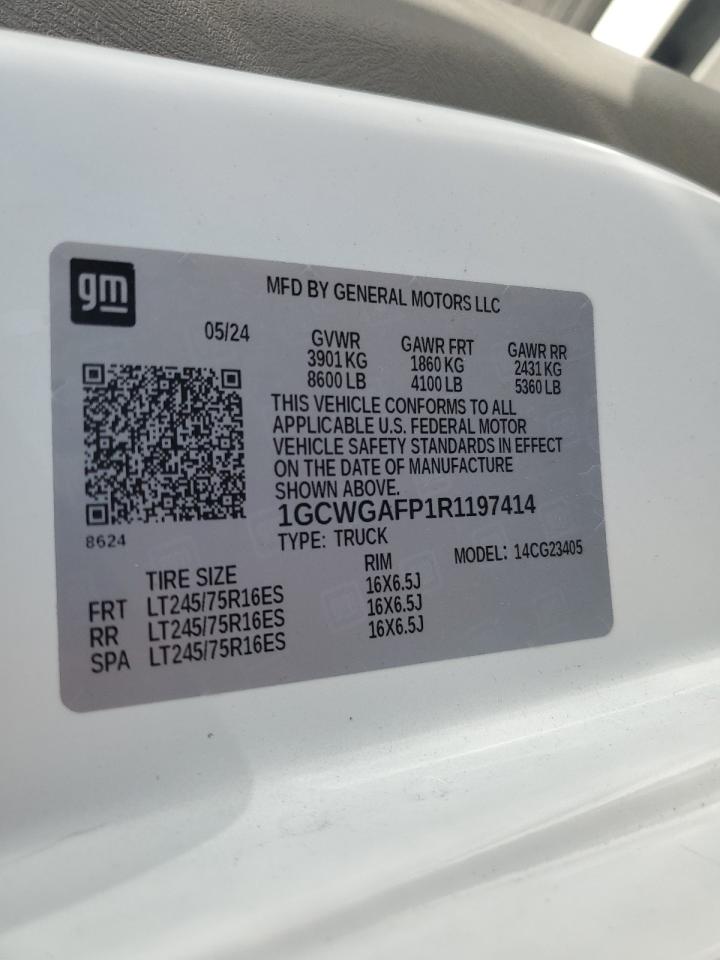 gm
MFD BY GENERAL MOTORS LLC
05/24 GVWR GAWR FRT GAWR RR
3901 KG 1860 KG 2431 KG
8600 LB 4100 LB 5360 LB
THIS VEHICLE CONFORMS TO ALL
APPLICABLE U.S. FEDERAL MOTOR
VEHICLE SAFETY STANDARDS IN EFFECT
ON THE DATE OF MANUFACTURE
SHOWN ABOVE.
1GCWGAFP1R1197414
8624
TYPE: TRUCK MODEL: 14CG23405
TIRE SIZE RIM
FRT LT245/75R16ES 16X6.5J
RR LT245/75R16ES 16X6.5J
SPA LT245/75R16ES 16X6.5J